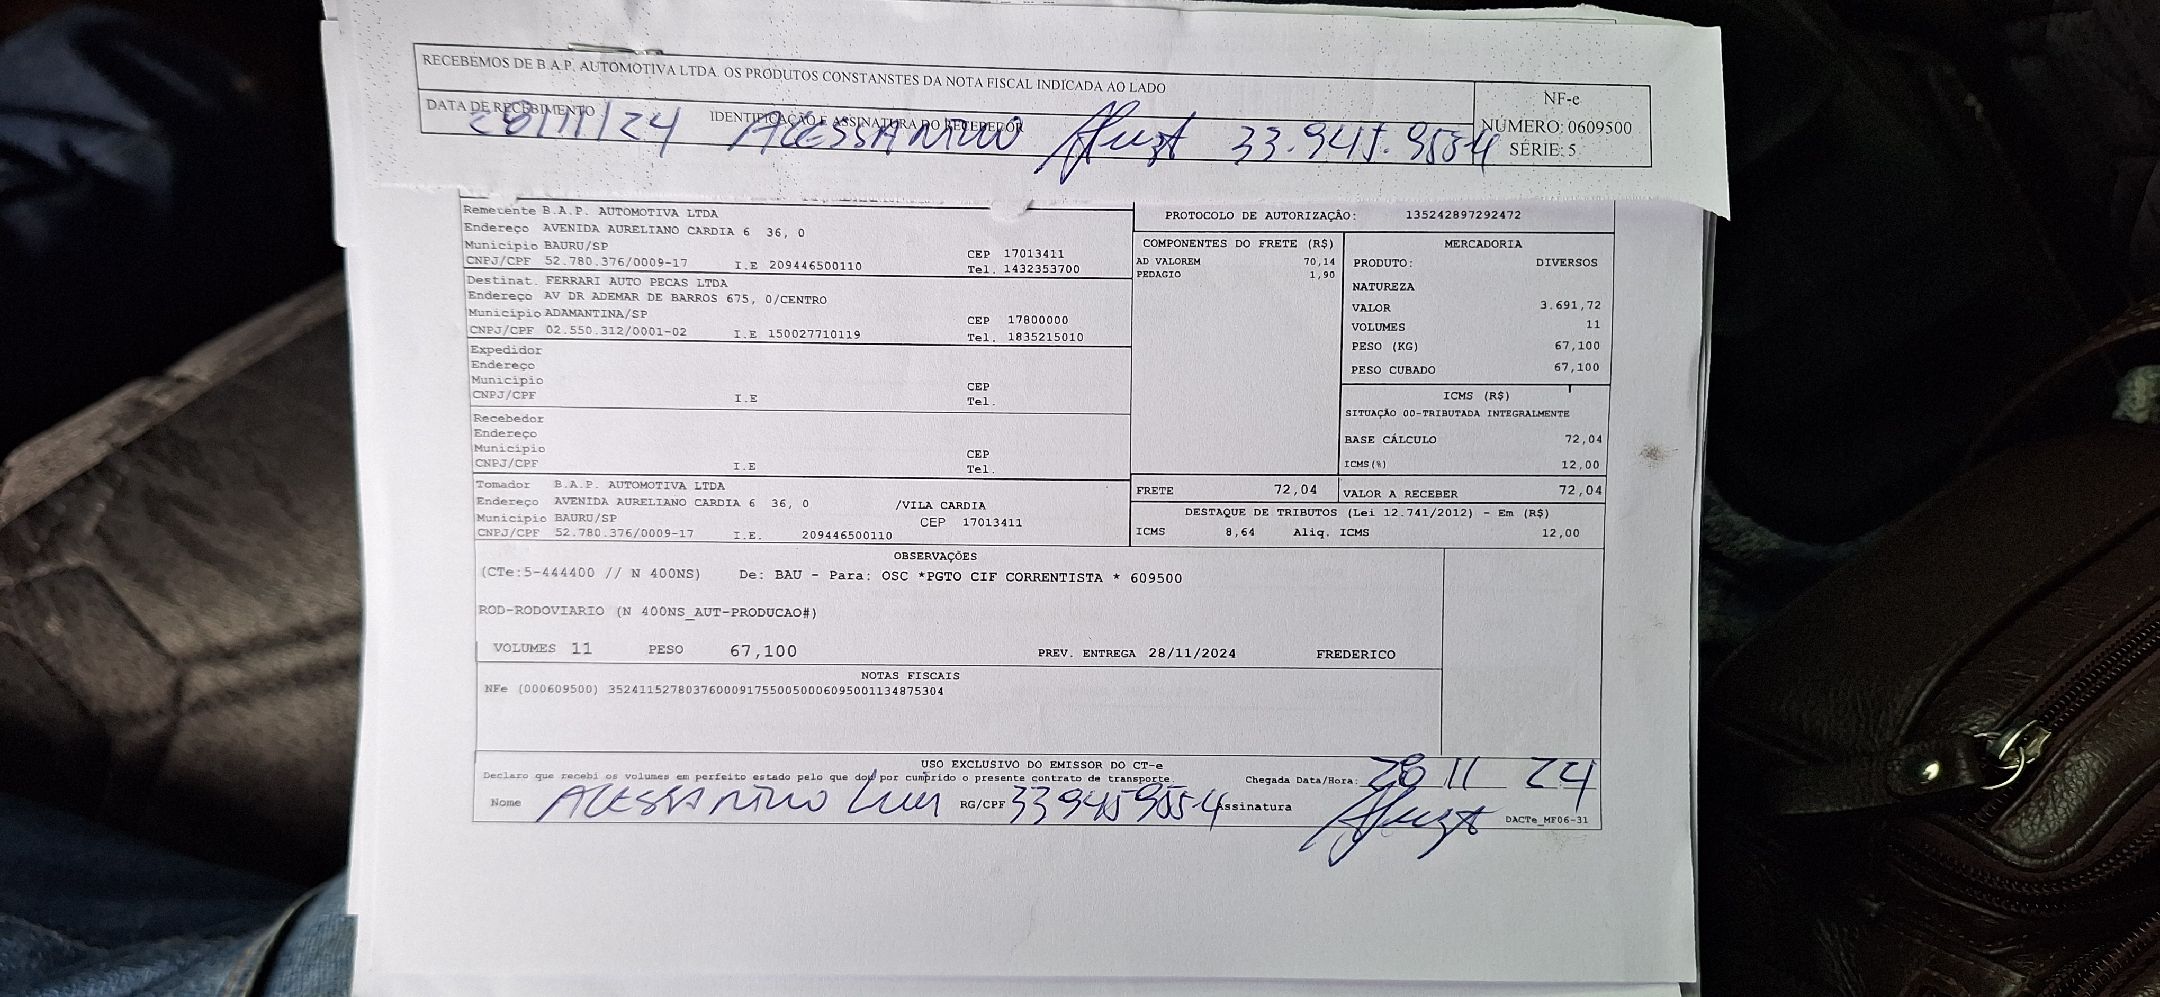 RECEBEMOS DE B.A.P. AUTOMOTIVA LTDA. OS PRODUTOS CONSTANSTES DA NOTA FISCAL INDICADA AO LADO
DATA DE RECEBIMENTO IDENTIFICAÇÃO E ASSINATURA DO RECEBEDOR
28/11/24 33.945.955-4
NF-e
NÚMERO: 0609500
SÉRIE: 5
Remetente B.A.P. AUTOMOTIVA LTDA
Endereço AVENIDA AURELIANO CARDIA 6 36, 0
Municipio BAURU/SP CEP 17013411
CNPJ/CPF 52.780.376/0009-17 I.E 209446500110 Tel. 1432353700
Destinat. FERRARI AUTO PECAS LTDA
Endereço AV DR ADEMAR DE BARROS 675, 0/CENTRO
Municipio ADAMANTINA/SP CEP 17800000
CNPJ/CPF 02.550.312/0001-02 I.E 150027710119 Tel. 1835215010
Expedidor
Endereço
Municipio CEP
CNPJ/CPF I.E Tel.
Recebedor
Endereço
Municipio CEP
CNPJ/CPF I.E Tel.
Tomador B.A.P. AUTOMOTIVA LTDA
Endereço AVENIDA AURELIANO CARDIA 6 36, 0 /VILA CARDIA
Municipio BAURU/SP CEP 17013411
CNPJ/CPF 52.780.376/0009-17 I.E. 209446500110
PROTOCOLO DE AUTORIZAÇÃO: 135242897292472
COMPONENTES DO FRETE (R$)
AD VALOREM 70,14
PEDAGIO 1,90
MERCADORIA
PRODUTO: DIVERSOS
NATUREZA
VALOR 3.691,72
VOLUMES 11
PESO (KG) 67,100
PESO CUBADO 67,100
ICMS (R$)
SITUAÇÃO 00-TRIBUTADA INTEGRALMENTE
BASE CÁLCULO 72,04
ICMS(%) 12,00
FRETE 72,04 VALOR A RECEBER 72,04
DESTAQUE DE TRIBUTOS (Lei 12.741/2012) - Em (R$)
ICMS 8,64 Aliq. ICMS 12,00
OBSERVAÇÕES
(CTe:5-444400 // N 400NS) De: BAU - Para: OSC *PGTO CIF CORRENTISTA * 609500
ROD-RODOVIARIO (N 400NS_AUT-PRODUCAO#)
VOLUMES 11 PESO 67,100 PREV. ENTREGA 28/11/2024 FREDERICO
NOTAS FISCAIS
NFe (000609500) 35241152780376000917550050006095001134875304
USO EXCLUSIVO DO EMISSOR DO CT-e
Declaro que recebi os volumes em perfeito estado pelo que dou por cumprido o presente contrato de transporte. Chegada Data/Hora: 28 11 24
Nome RG/CPF 339459554 Assinatura
DACTe_MF06-31